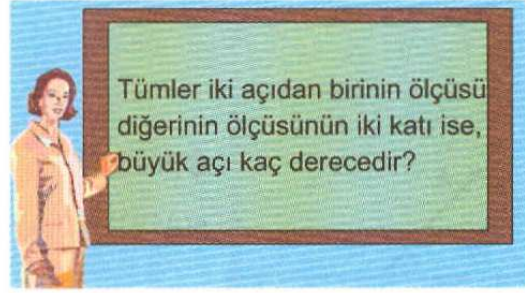 Tümler iki açıdan birinin ölçüsü
diğerinin ölçüsünün iki katı ise,
büyük açı kaç derecedir?